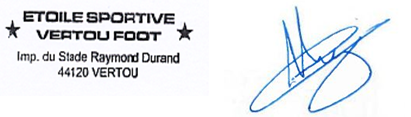 ETOILE SPORTIVE
★ VERTOU FOOT ★
Imp. du Stade Raymond Durand
44120 VERTOU